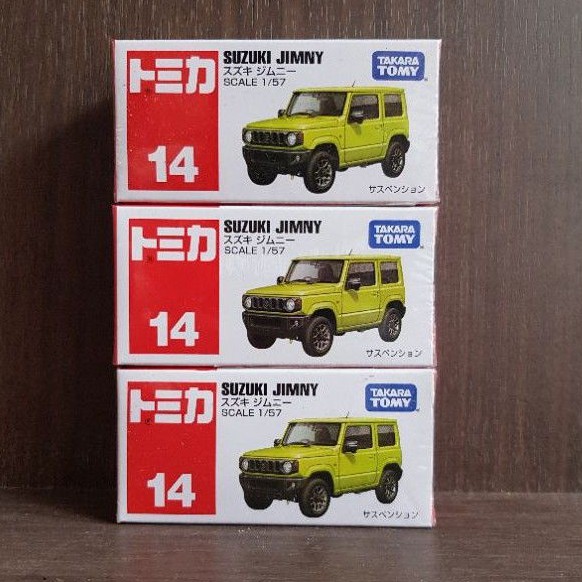 トミカ
14
SUZUKI JIMNY
スズキ ジムニー
SCALE 1/57
TAKARA
TOMY
サスペンション
トミカ
14
SUZUKI JIMNY
スズキ ジムニー
SCALE 1/57
TAKARA
TOMY
サスペンション
トミカ
14
SUZUKI JIMNY
スズキ ジムニー
SCALE 1/57
TAKARA
TOMY
サスペンション